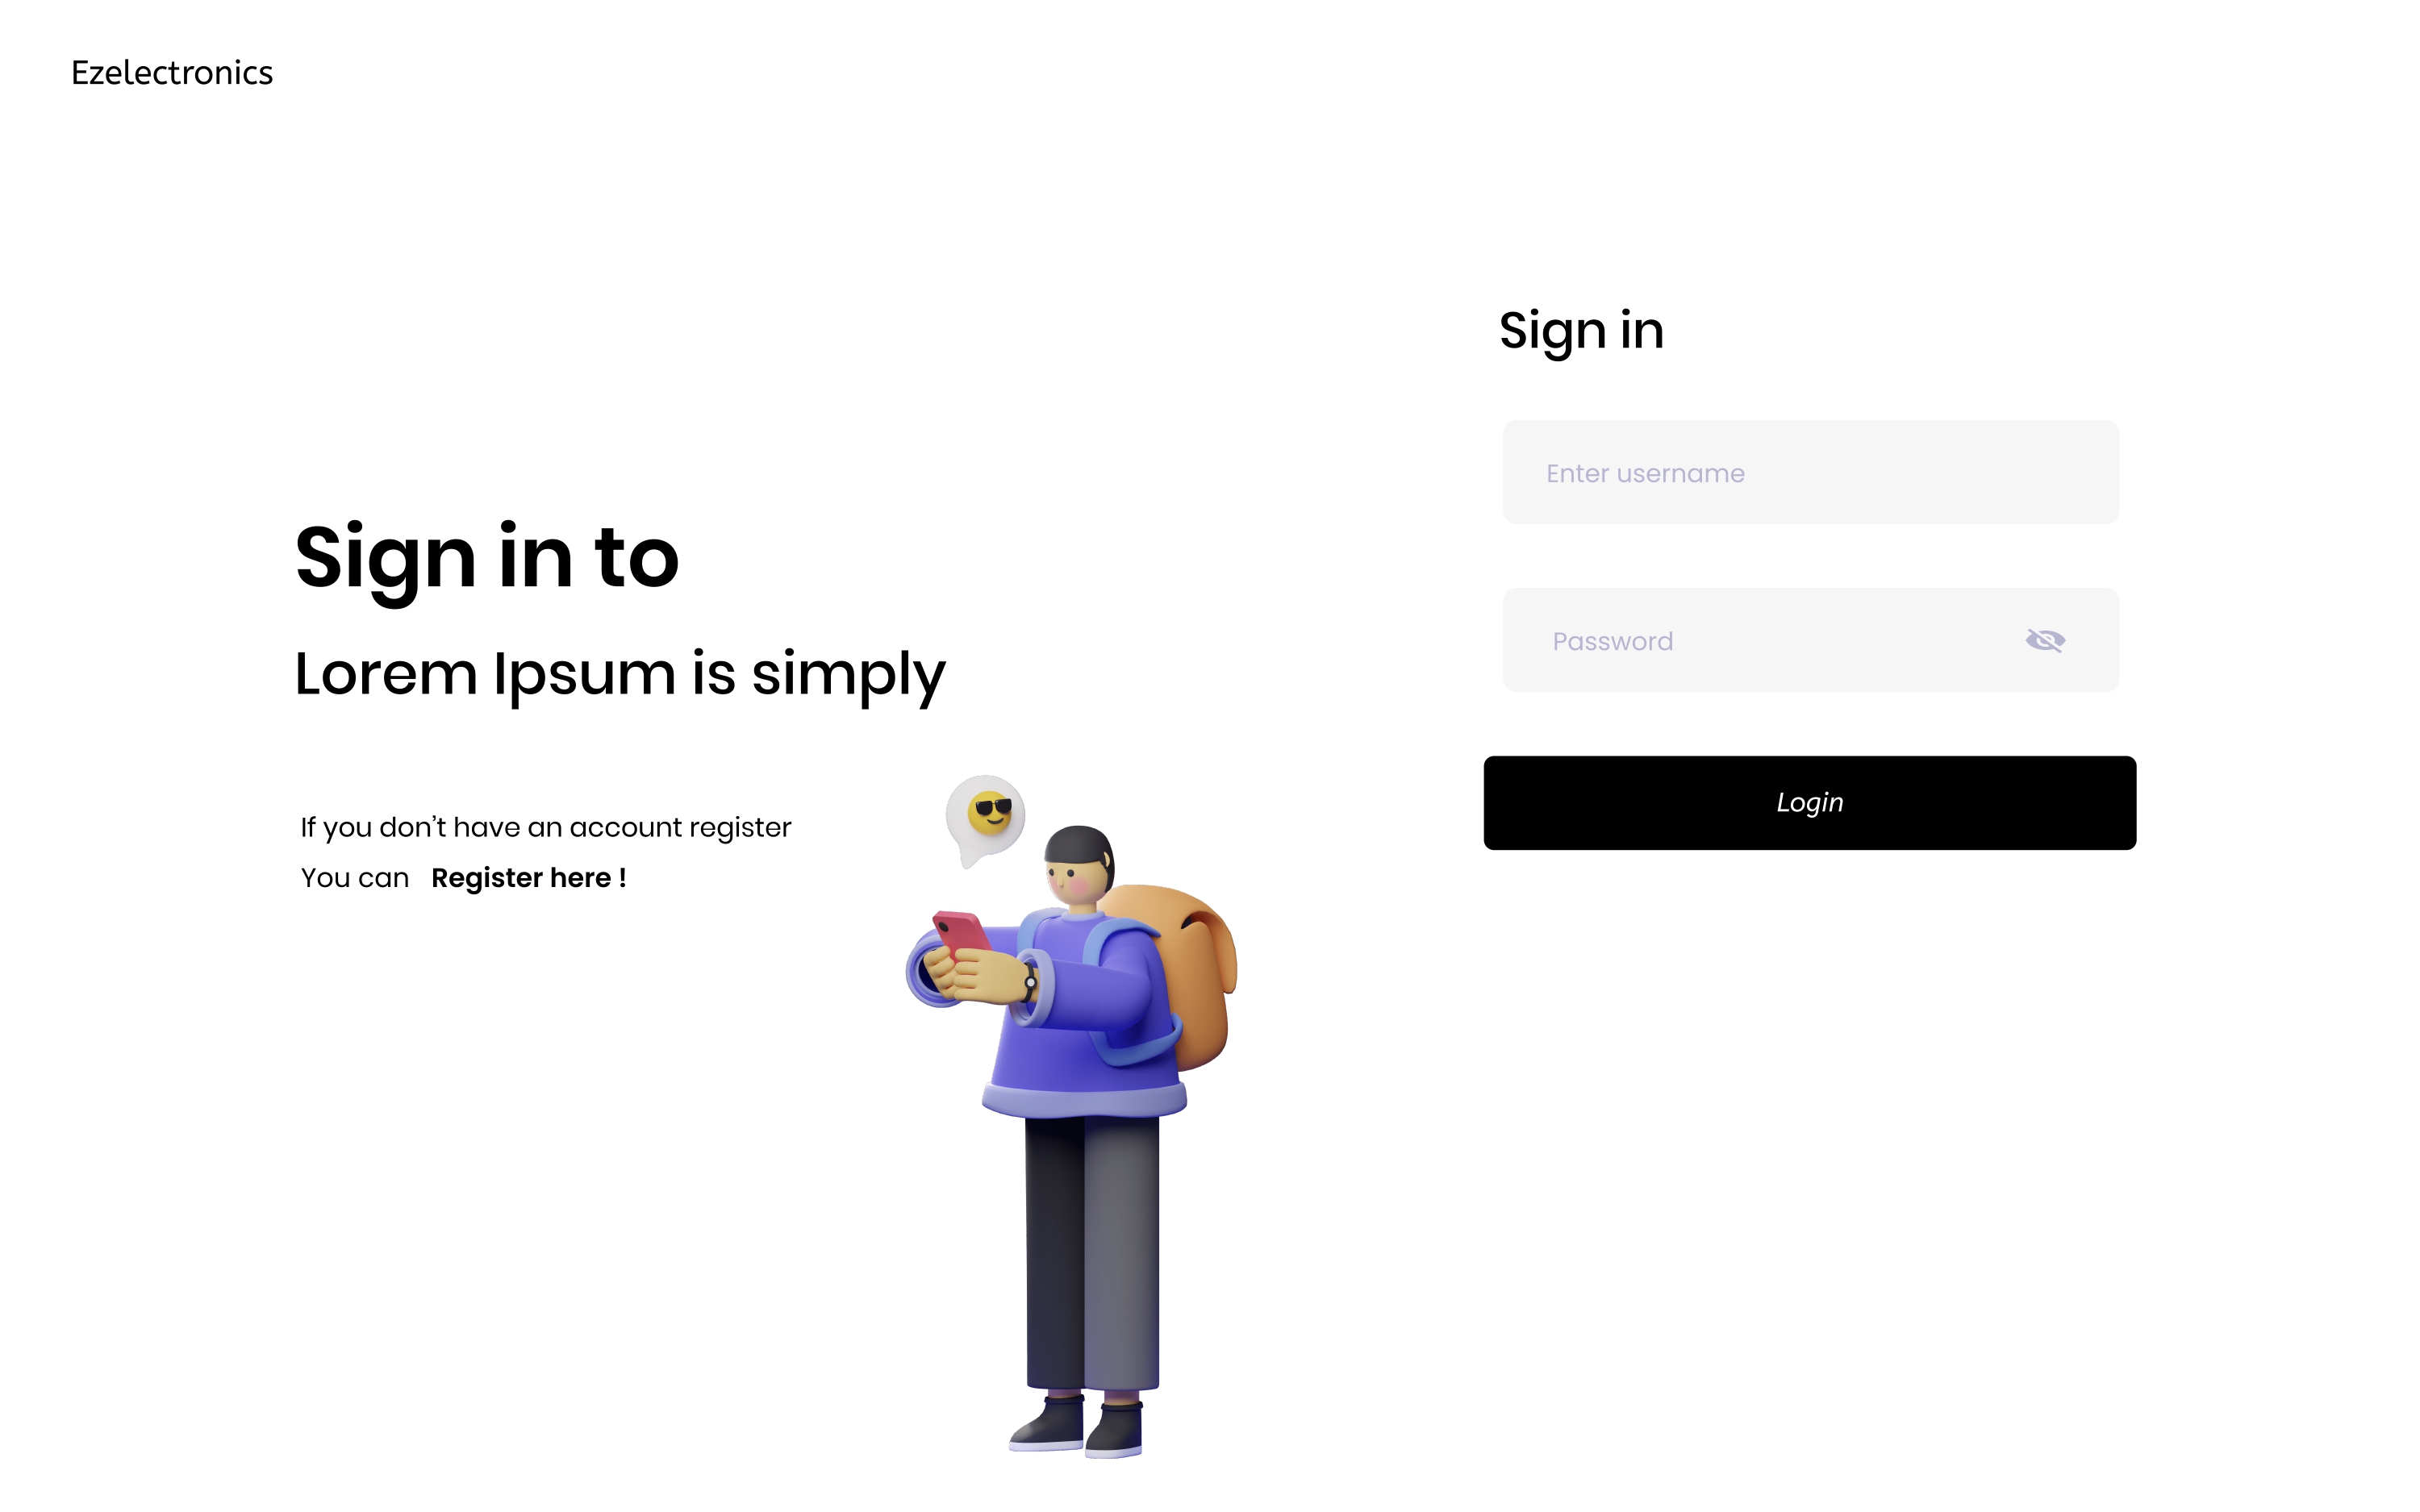 Ezelectronics
Sign in to
Lorem Ipsum is simply
If you don’t have an account register
You can Register here !
Sign in
Enter username
Password
Login